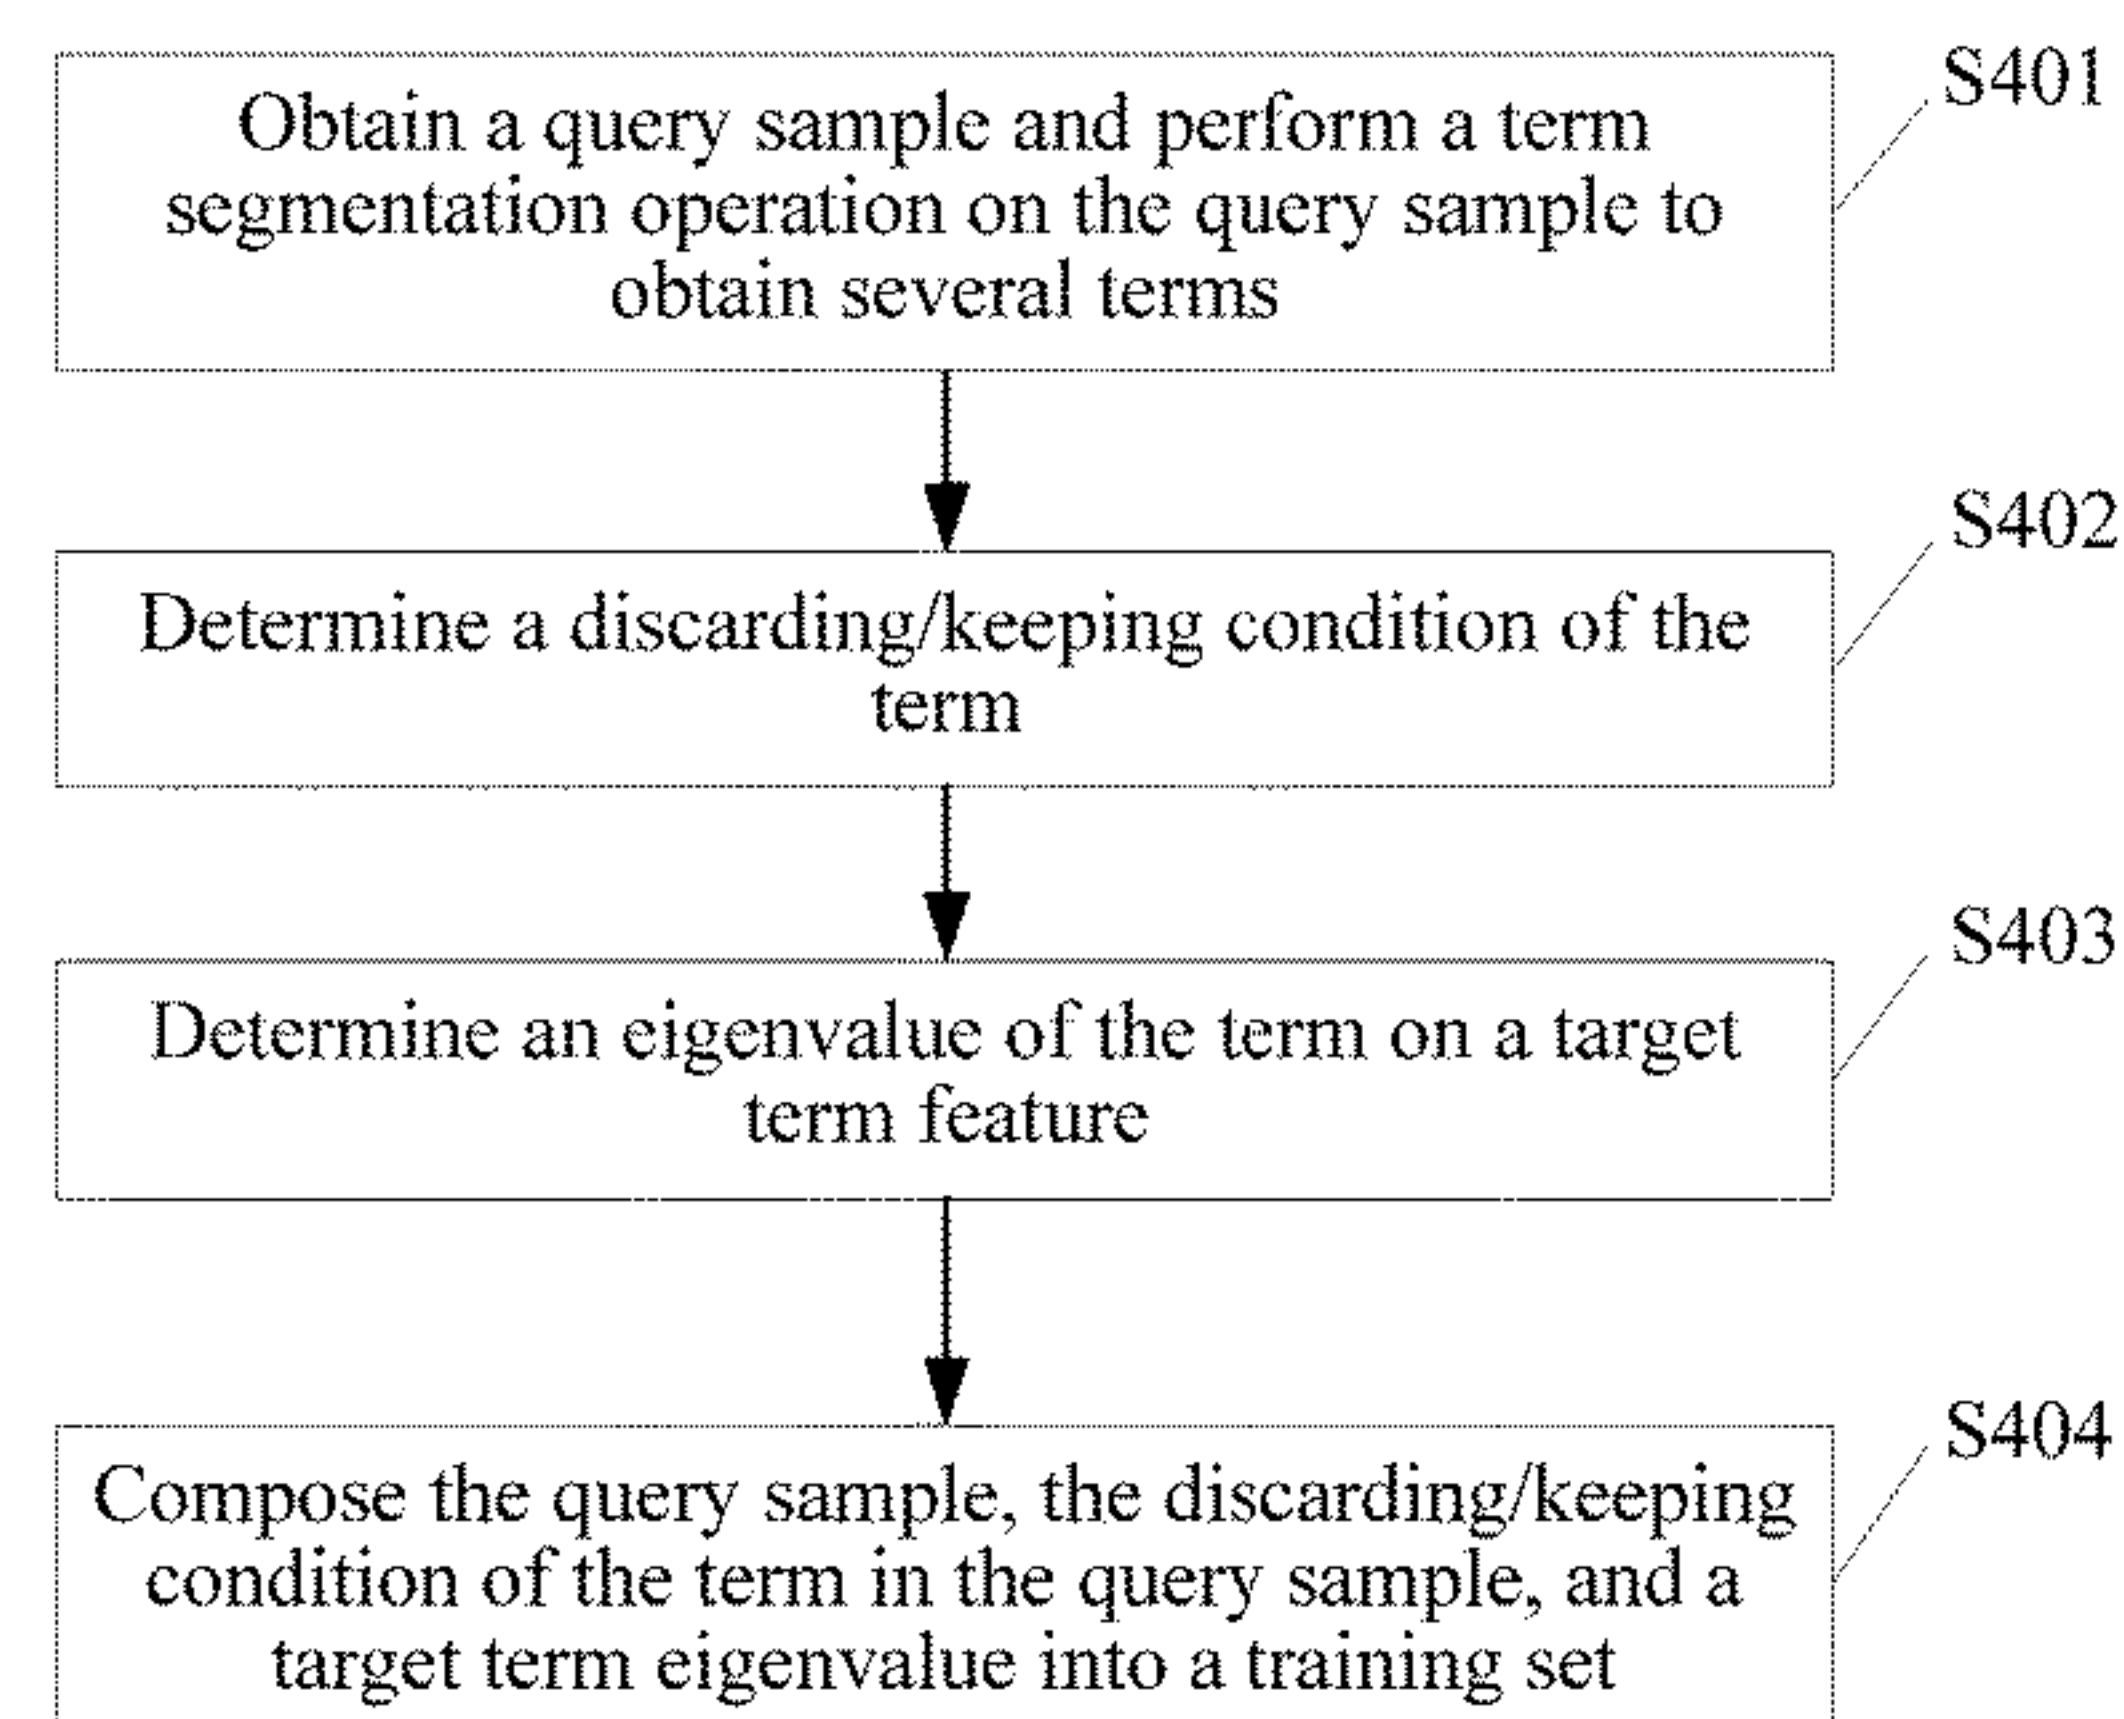 Obtain a query sample and perform a term
segmentation operation on the query sample to
obtain several terms
S401
Determine a discarding/keeping condition of the
term
S402
Determine an eigenvalue of the term on a target
term feature
S403
Compose the query sample, the discarding/keeping
condition of the term in the query sample, and a
target term eigenvalue into a training set
S404